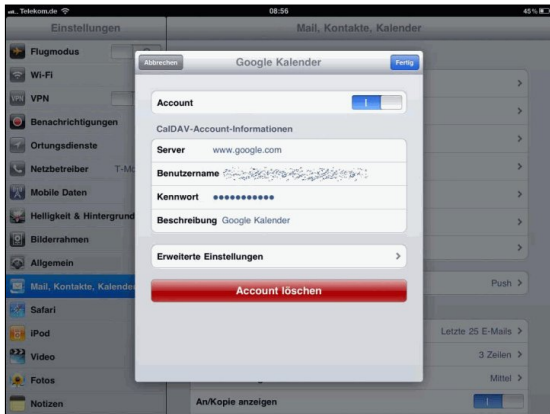 Telekom.de
08:56
45%
Einstellungen
Mail, Kontakte, Kalender
Flugmodus
Wi-Fi
VPN VPN
Benachrichtigungen
Ortungsdienste
Netzbetreiber
Mobile Daten
Helligkeit & Hintergrund
Bilderrahmen
Allgemein
Mail, Kontakte, Kalender
Safari
iPod
Video
Fotos
Notizen
Abbrechen
Google Kalender
Fertig
Account
CalDAV-Account-Informationen
Server www.google.com
Benutzername
Kennwort
Beschreibung Google Kalender
Erweiterte Einstellungen
Account löschen
Push
Letzte 25 E-Mails
3 Zeilen
Mittel
An/Kopie anzeigen